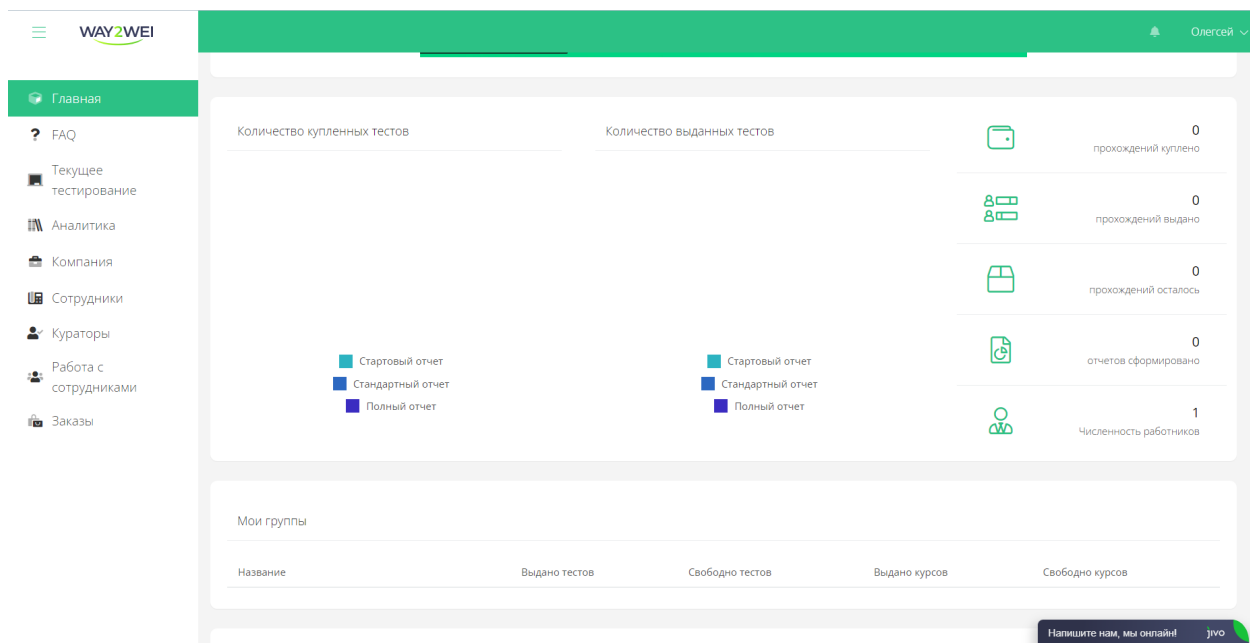 WAY2WEI
Олегсей
Главная
? FAQ
Текущее
тестирование
Аналитика
Компания
Сотрудники
Кураторы
Работа с
сотрудниками
Заказы
Количество купленных тестов
Стартовый отчет
Стандартный отчет
Полный отчет
Количество выданных тестов
Стартовый отчет
Стандартный отчет
Полный отчет
0
прохождений куплено
0
прохождений выдано
0
прохождений осталось
0
отчетов сформировано
1
Численность работников
Мои группы
Название Выдано тестов Свободно тестов Выдано курсов Свободно курсов
Напишите нам, мы онлайн! jivo